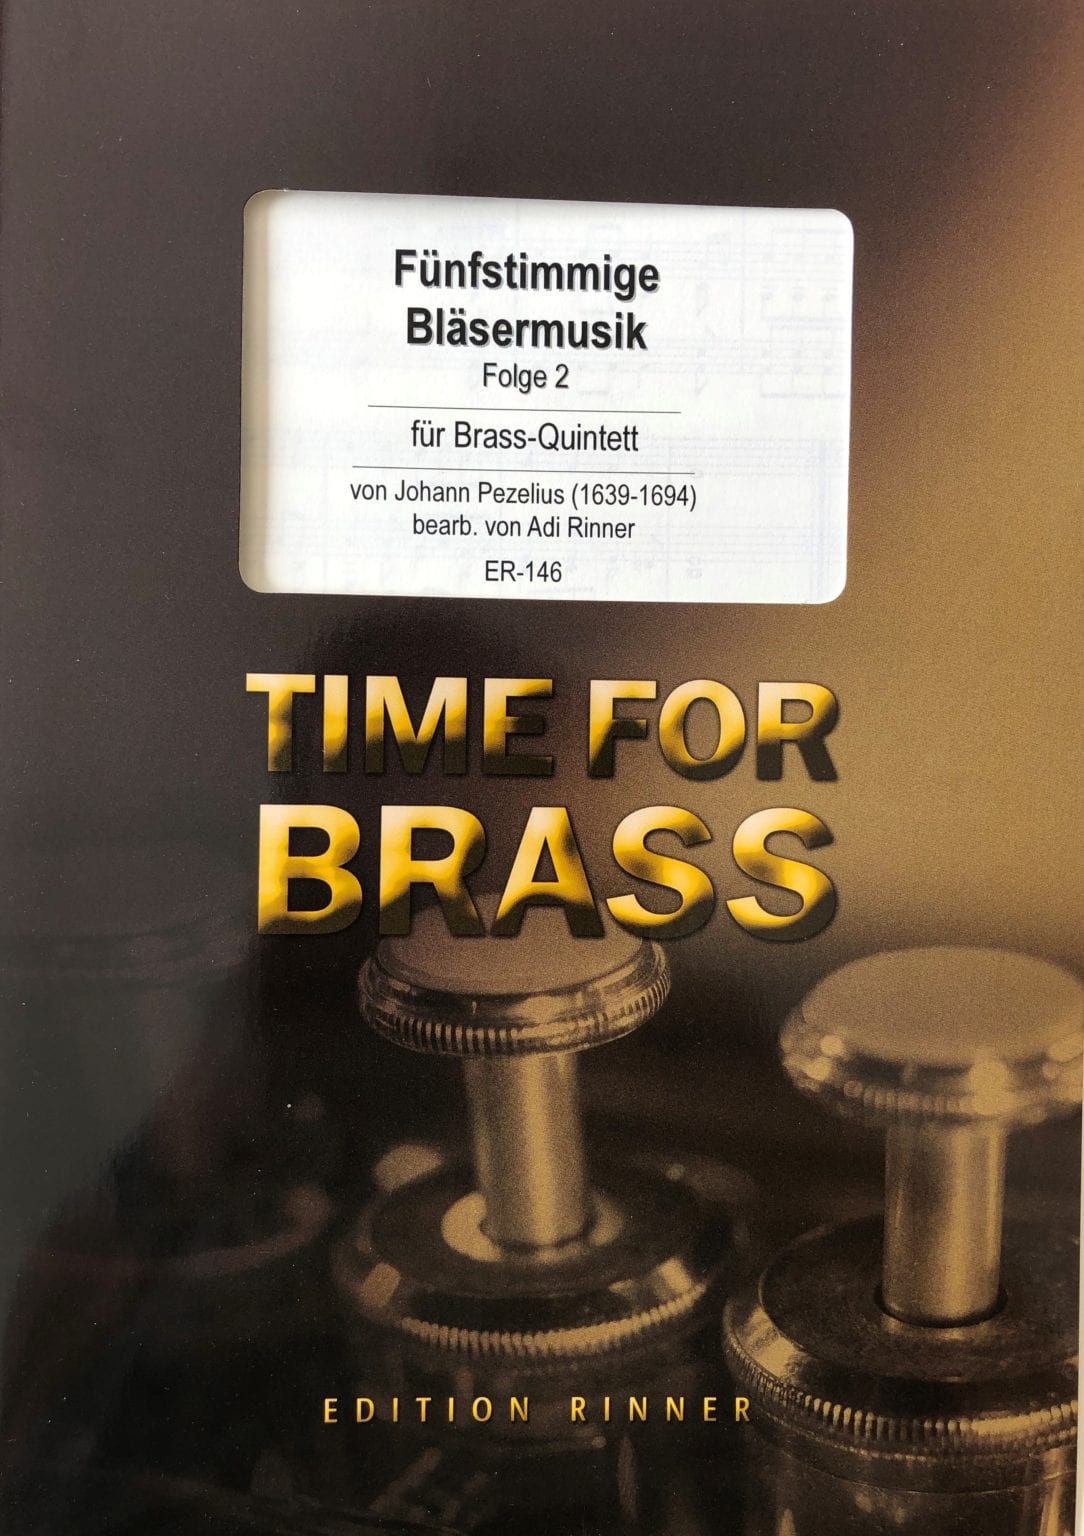 Fünfstimmige
Bläsermusik
Folge 2
für Brass-Quintett
von Johann Pezelius (1639-1694)
bearb. von Adi Rinner
ER-146
TIME FOR
BRASS
EDITION RINNER